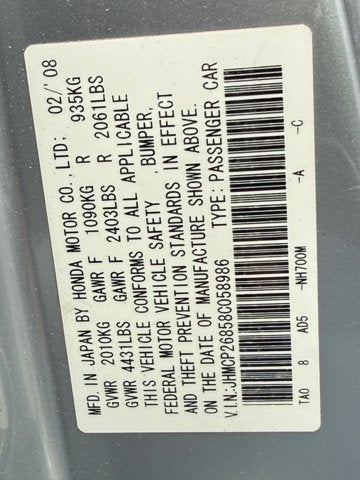 MFD. IN JAPAN BY HONDA MOTOR CO., LTD. 02/'08
GVWR 2010KG GAWR F 1090KG R 935KG
GVWR 4431LBS GAWR F 2403LBS R 2061LBS
THIS VEHICLE CONFORMS TO ALL APPLICABLE
FEDERAL MOTOR VEHICLE SAFETY ,BUMPER,
AND THEFT PREVENTION STANDARDS IN EFFECT
ON THE DATE OF MANUFACTURE SHOWN ABOVE.
V.I.N.:JHMCP26858C058986 TYPE: PASSENGER CAR
TA0 8 AD5 -NH700M -A -C